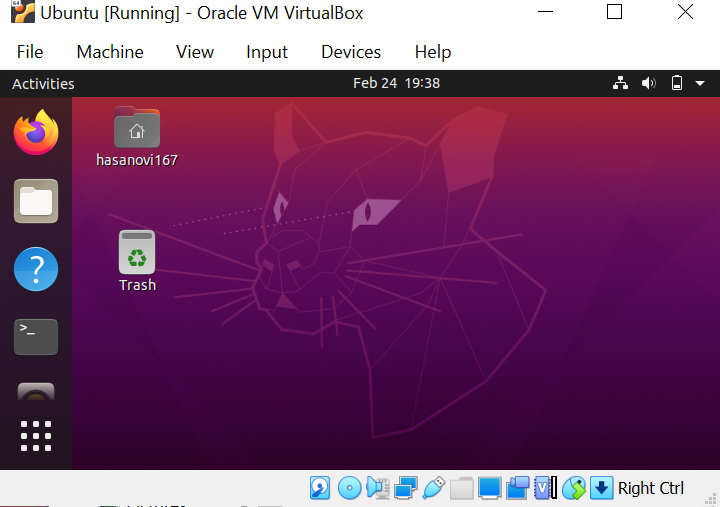 Ubuntu [Running] - Oracle VM VirtualBox
File Machine View Input Devices Help
Activities Feb 24 19:38
hasanovi167
Trash
Right Ctrl